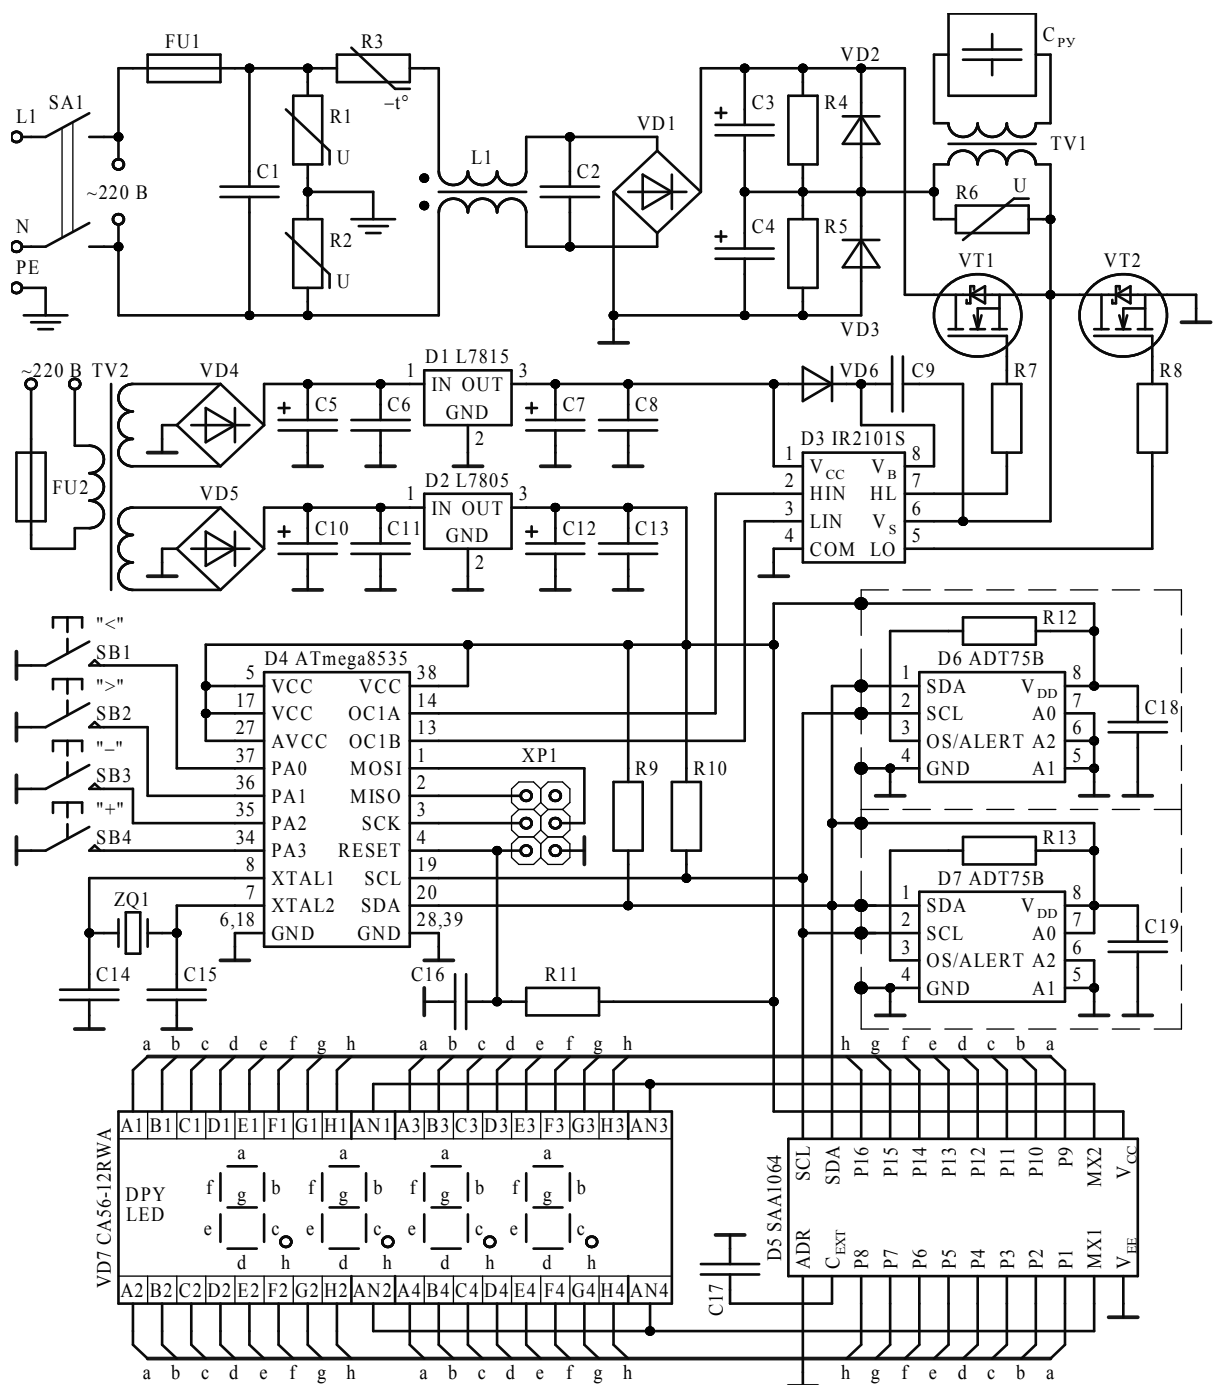 FU1
R3
L1
SA1
R1
−t°
U
~220 В
C1
N
R2
U
PE
L1
C2
VD1
C3
R4
VD2
C4
R5
VD3
C РУ
TV1
R6
U
VT1
VT2
~220 В
TV2
FU2
VD4
C5
C6
1
D1 L7815
IN OUT
GND
3
2
C7
C8
VD6
C9
R7
R8
VD5
C10
C11
1
D2 L7805
IN OUT
GND
3
2
C12
C13
D3 IR2101S
1 V CC V B 8
2 HIN HL 7
3 LIN V S 6
4 COM LO 5
"<"
SB1
">"
SB2
"−"
SB3
"+"
SB4
D4 ATmega8535
5 VCC VCC 38
17 VCC OC1A 14
27 AVCC OC1B 13
37 PA0 MOSI 1
36 PA1 MISO 2
35 PA2 SCK 3
34 PA3 RESET 4
8 XTAL1 SCL 19
7 XTAL2 SDA 20
6,18 GND GND 28,39
ZQ1
C14
C15
C16
R11
XP1
R9
R10
R12
D6 ADT75B
1 SDA V DD 8
2 SCL A0 7
3 OS/ALERT A2 6
4 GND A1 5
C18
R13
D7 ADT75B
1 SDA V DD 8
2 SCL A0 7
3 OS/ALERT A2 6
4 GND A1 5
C19
a b c d e f g h a b c d e f g h h g f e d c b a
A1 B1 C1 D1 E1 F1 G1 H1 AN1 A3 B3 C3 D3 E3 F3 G3 H3 AN3
VD7 CA56-12RWA
DPY
LED
a a a a
f g b f g b f g b f g b
e c e c e c e c
d h d h d h d h
A2 B2 C2 D2 E2 F2 G2 H2 AN2 A4 B4 C4 D4 E4 F4 G4 H4 AN4
D5 SAA1064
SCL SDA P16 P15 P14 P13 P12 P11 P10 P9 MX2 V CC
ADR C EXT P8 P7 P6 P5 P4 P3 P2 P1 MX1 V EE
C17
a b c d e f g h a b c d e f g h h g f e d c b a